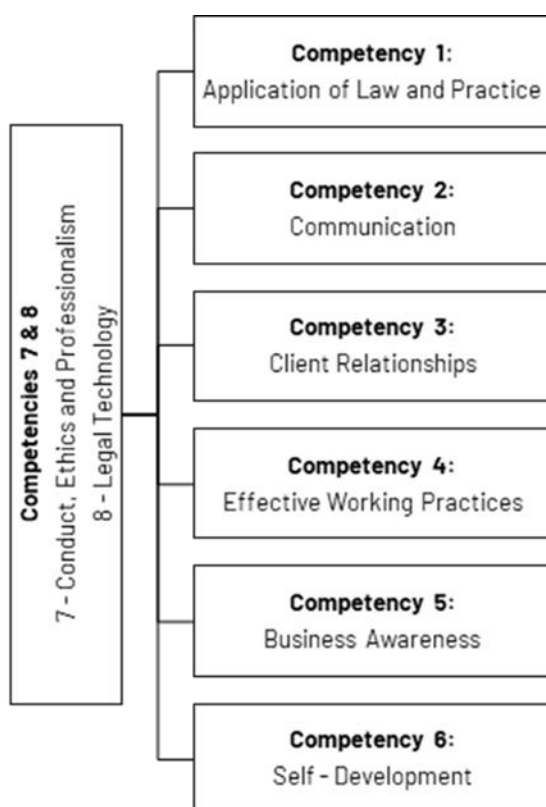 Competencies 7 & 8
7 - Conduct, Ethics and Professionalism
8 - Legal Technology
Competency 1:
Application of Law and Practice
Competency 2:
Communication
Competency 3:
Client Relationships
Competency 4:
Effective Working Practices
Competency 5:
Business Awareness
Competency 6:
Self - Development